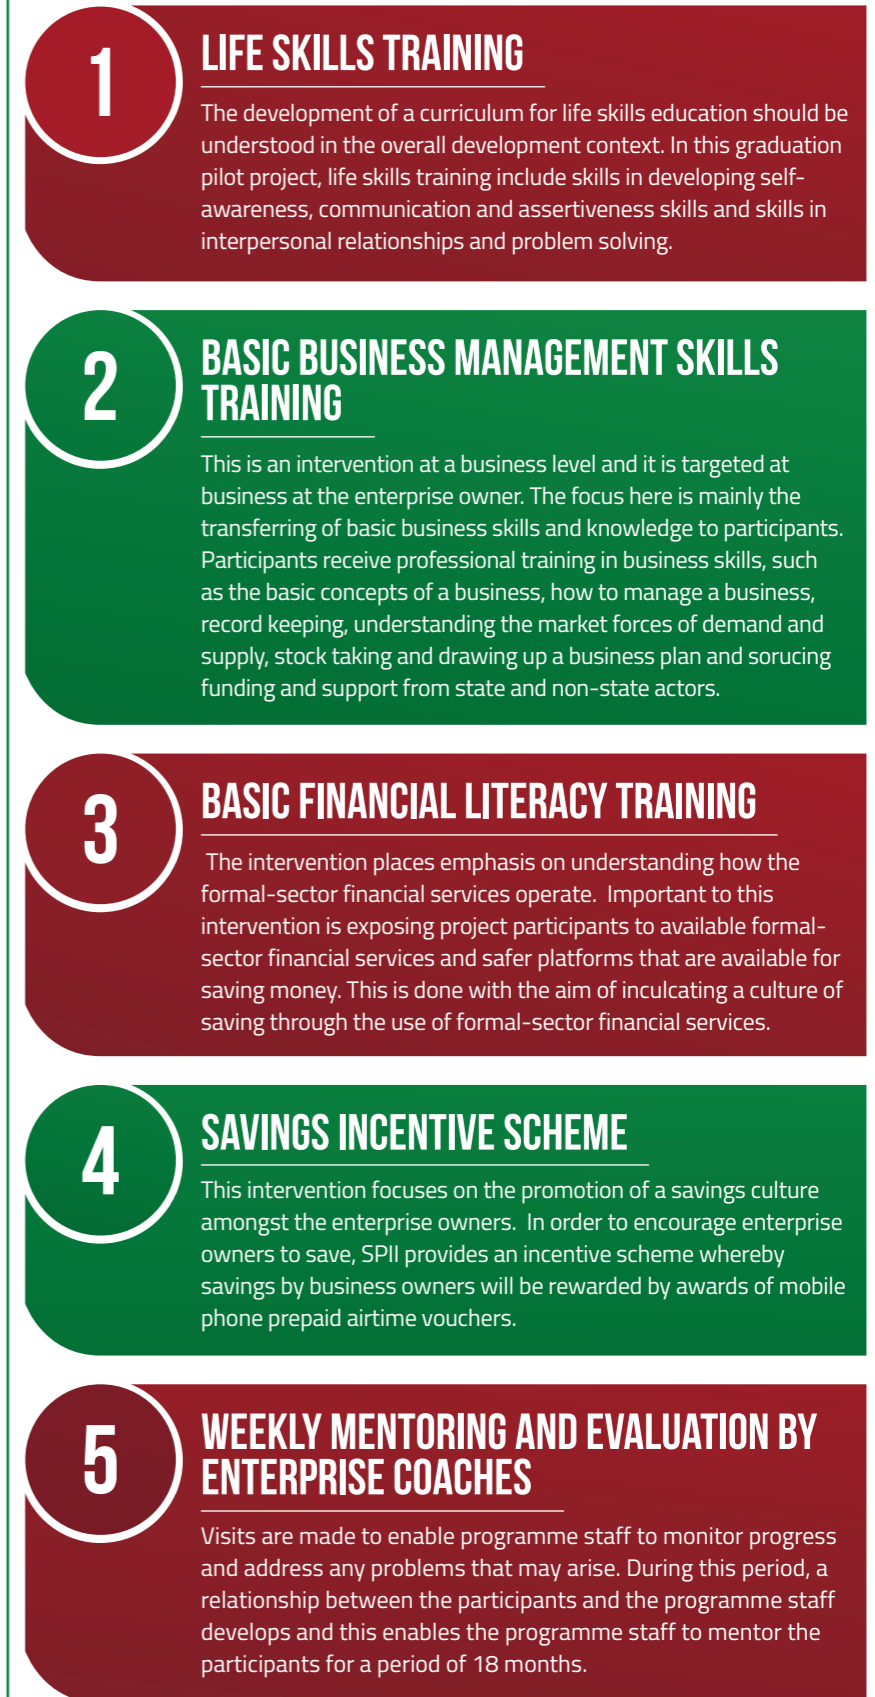 1
LIFE SKILLS TRAINING
The development of a curriculum for life skills education should be
understood in the overall development context. In this graduation
pilot project, life skills training include skills in developing self-
awareness, communication and assertiveness skills and skills in
interpersonal relationships and problem solving.
2
BASIC BUSINESS MANAGEMENT SKILLS
TRAINING
This is an intervention at a business level and it is targeted at
business at the enterprise owner. The focus here is mainly the
transferring of basic business skills and knowledge to participants.
Participants receive professional training in business skills, such
as the basic concepts of a business, how to manage a business,
record keeping, understanding the market forces of demand and
supply, stock taking and drawing up a business plan and sorucing
funding and support from state and non-state actors.
3
BASIC FINANCIAL LITERACY TRAINING
The intervention places emphasis on understanding how the
formal-sector financial services operate. Important to this
intervention is exposing project participants to available formal-
sector financial services and safer platforms that are available for
saving money. This is done with the aim of inculcating a culture of
saving through the use of formal-sector financial services.
4
SAVINGS INCENTIVE SCHEME
This intervention focuses on the promotion of a savings culture
amongst the enterprise owners. In order to encourage enterprise
owners to save, SPII provides an incentive scheme whereby
savings by business owners will be rewarded by awards of mobile
phone prepaid airtime vouchers.
5
WEEKLY MENTORING AND EVALUATION BY
ENTERPRISE COACHES
Visits are made to enable programme staff to monitor progress
and address any problems that may arise. During this period, a
relationship between the participants and the programme staff
develops and this enables the programme staff to mentor the
participants for a period of 18 months.